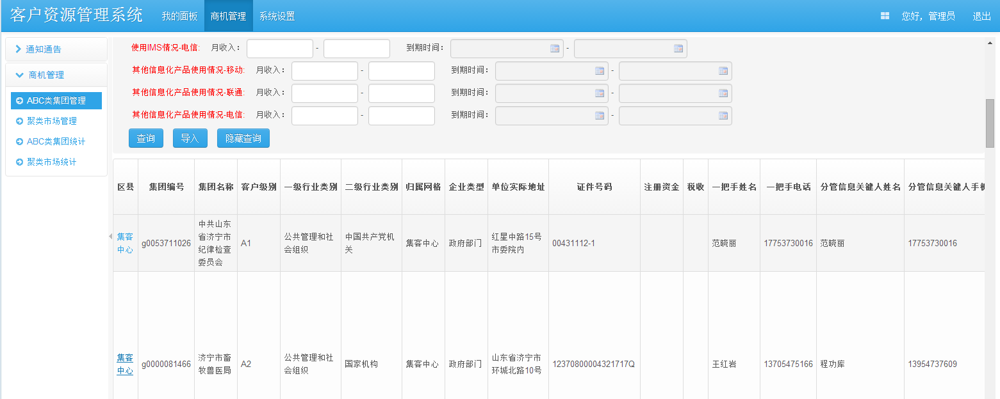 客户资源管理系统 我的面板 商机管理 系统设置 您好，管理员 退出
通知通告
商机管理
ABC类集团管理
聚类市场管理
ABC类集团统计
聚类市场统计
使用IMS情况-电信: 月收入： - 到期时间： -
其他信息化产品使用情况-移动: 月收入： - 到期时间： -
其他信息化产品使用情况-联通: 月收入： - 到期时间： -
其他信息化产品使用情况-电信: 月收入： - 到期时间： -
查询 导入 隐藏查询
区县 集团编号 集团名称 客户级别 一级行业类别 二级行业类别 归属网格 企业类型 单位实际地址 证件号码 注册资金 税收 一把手姓名 一把手电话 分管信息关键人姓名 分管信息关键人手机
集客
中心
g0053711026
中共山东
省济宁市
纪律检查
委员会
A1
公共管理和社
会组织
中国共产党机
关
集客中心
政府部门
红星中路15号
市委院内
00431112-1
范晓丽
17753730016
范晓丽
17753730016
集客
中心
g0000081466
济宁市畜
牧兽医局
A2
公共管理和社
会组织
国家机构
集客中心
政府部门
山东省济宁市
环城北路10号
12370800004321717Q
王红岩
13705475166
程功库
13954737609